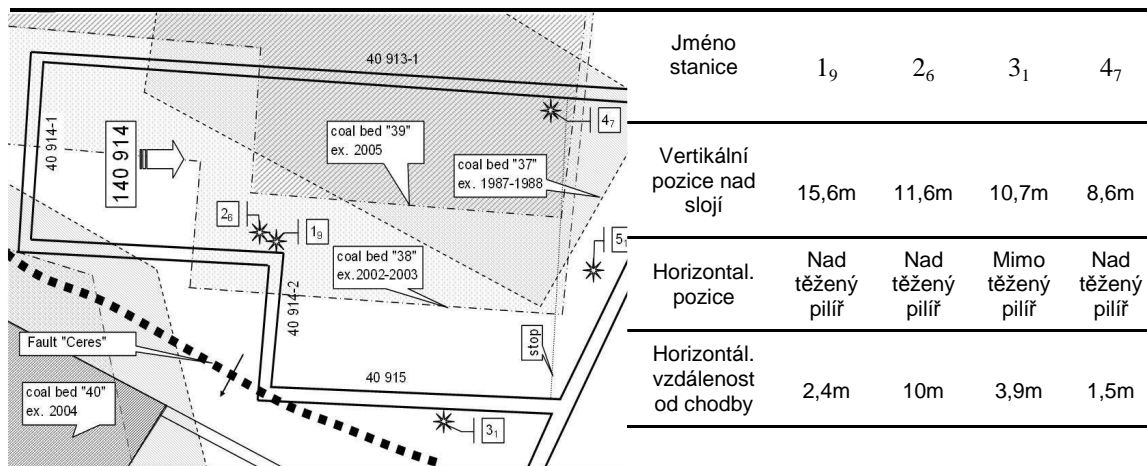 40 913-1
40 914-1
140 914
coal bed "39"
ex. 2005
4₇
coal bed "37"
ex. 1987-1988
2₆
1₉
coal bed "38"
ex.2002-2003
40 914-2
Fault "Ceres"
stop
coal bed "40"
ex. 2004
40 915
3₁
Jméno
stanice
1₉ 2₆ 3₁ 4₇
Vertikální
pozice nad
slojí
15,6m 11,6m 10,7m 8,6m
Horizontal.
pozice
Nad
těžený
pilíř
Nad
těžený
pilíř
Mimo
těžený
pilíř
Nad
těžený
pilíř
Horizontál.
vzdálenost
od chodby
2,4m 10m 3,9m 1,5m